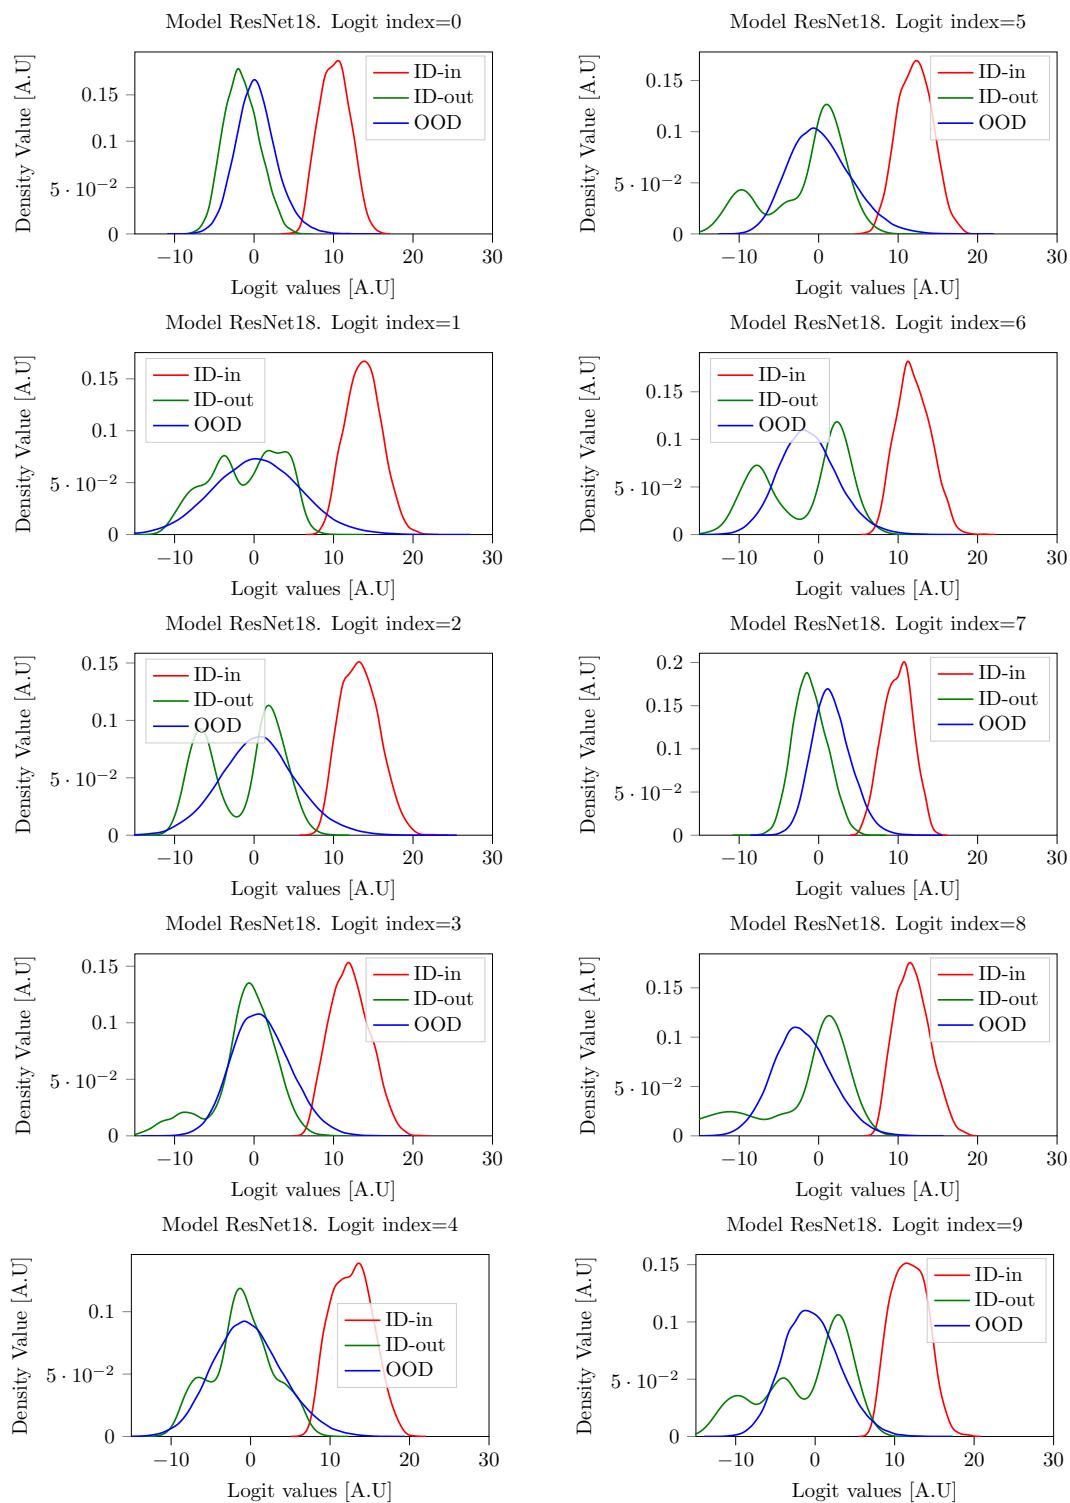 Model ResNet18. Logit index=0
Density Value [A.U]
0.15
0.1
5 · 10⁻²
0
ID-in
ID-out
OOD
−10 0 10 20 30
Logit values [A.U]
Model ResNet18. Logit index=5
Density Value [A.U]
0.15
0.1
5 · 10⁻²
0
ID-in
ID-out
OOD
−10 0 10 20 30
Logit values [A.U]
Model ResNet18. Logit index=1
Density Value [A.U]
0.15
0.1
5 · 10⁻²
0
ID-in
ID-out
OOD
−10 0 10 20 30
Logit values [A.U]
Model ResNet18. Logit index=6
Density Value [A.U]
0.15
0.1
5 · 10⁻²
0
ID-in
ID-out
OOD
−10 0 10 20 30
Logit values [A.U]
Model ResNet18. Logit index=2
Density Value [A.U]
0.15
0.1
5 · 10⁻²
0
ID-in
ID-out
OOD
−10 0 10 20 30
Logit values [A.U]
Model ResNet18. Logit index=7
Density Value [A.U]
0.2
0.15
0.1
5 · 10⁻²
0
ID-in
ID-out
OOD
−10 0 10 20 30
Logit values [A.U]
Model ResNet18. Logit index=3
Density Value [A.U]
0.15
0.1
5 · 10⁻²
0
ID-in
ID-out
OOD
−10 0 10 20 30
Logit values [A.U]
Model ResNet18. Logit index=8
Density Value [A.U]
0.15
0.1
5 · 10⁻²
0
ID-in
ID-out
OOD
−10 0 10 20 30
Logit values [A.U]
Model ResNet18. Logit index=4
Density Value [A.U]
0.1
5 · 10⁻²
0
ID-in
ID-out
OOD
−10 0 10 20 30
Logit values [A.U]
Model ResNet18. Logit index=9
Density Value [A.U]
0.15
0.1
5 · 10⁻²
0
ID-in
ID-out
OOD
−10 0 10 20 30
Logit values [A.U]